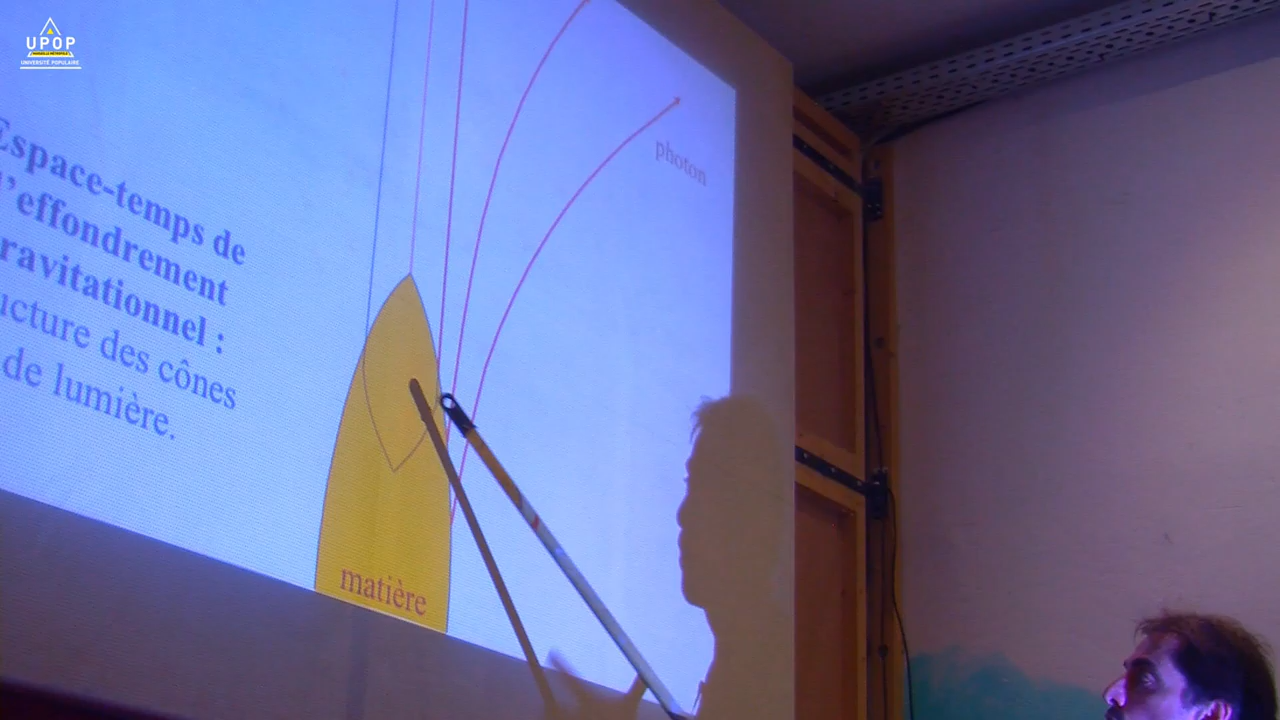 UPOP
UNIVERSITÉ POPULAIRE
Espace-temps de
l'effondrement
ravitationnel :
ucture des cônes
de lumière.
photon
matière